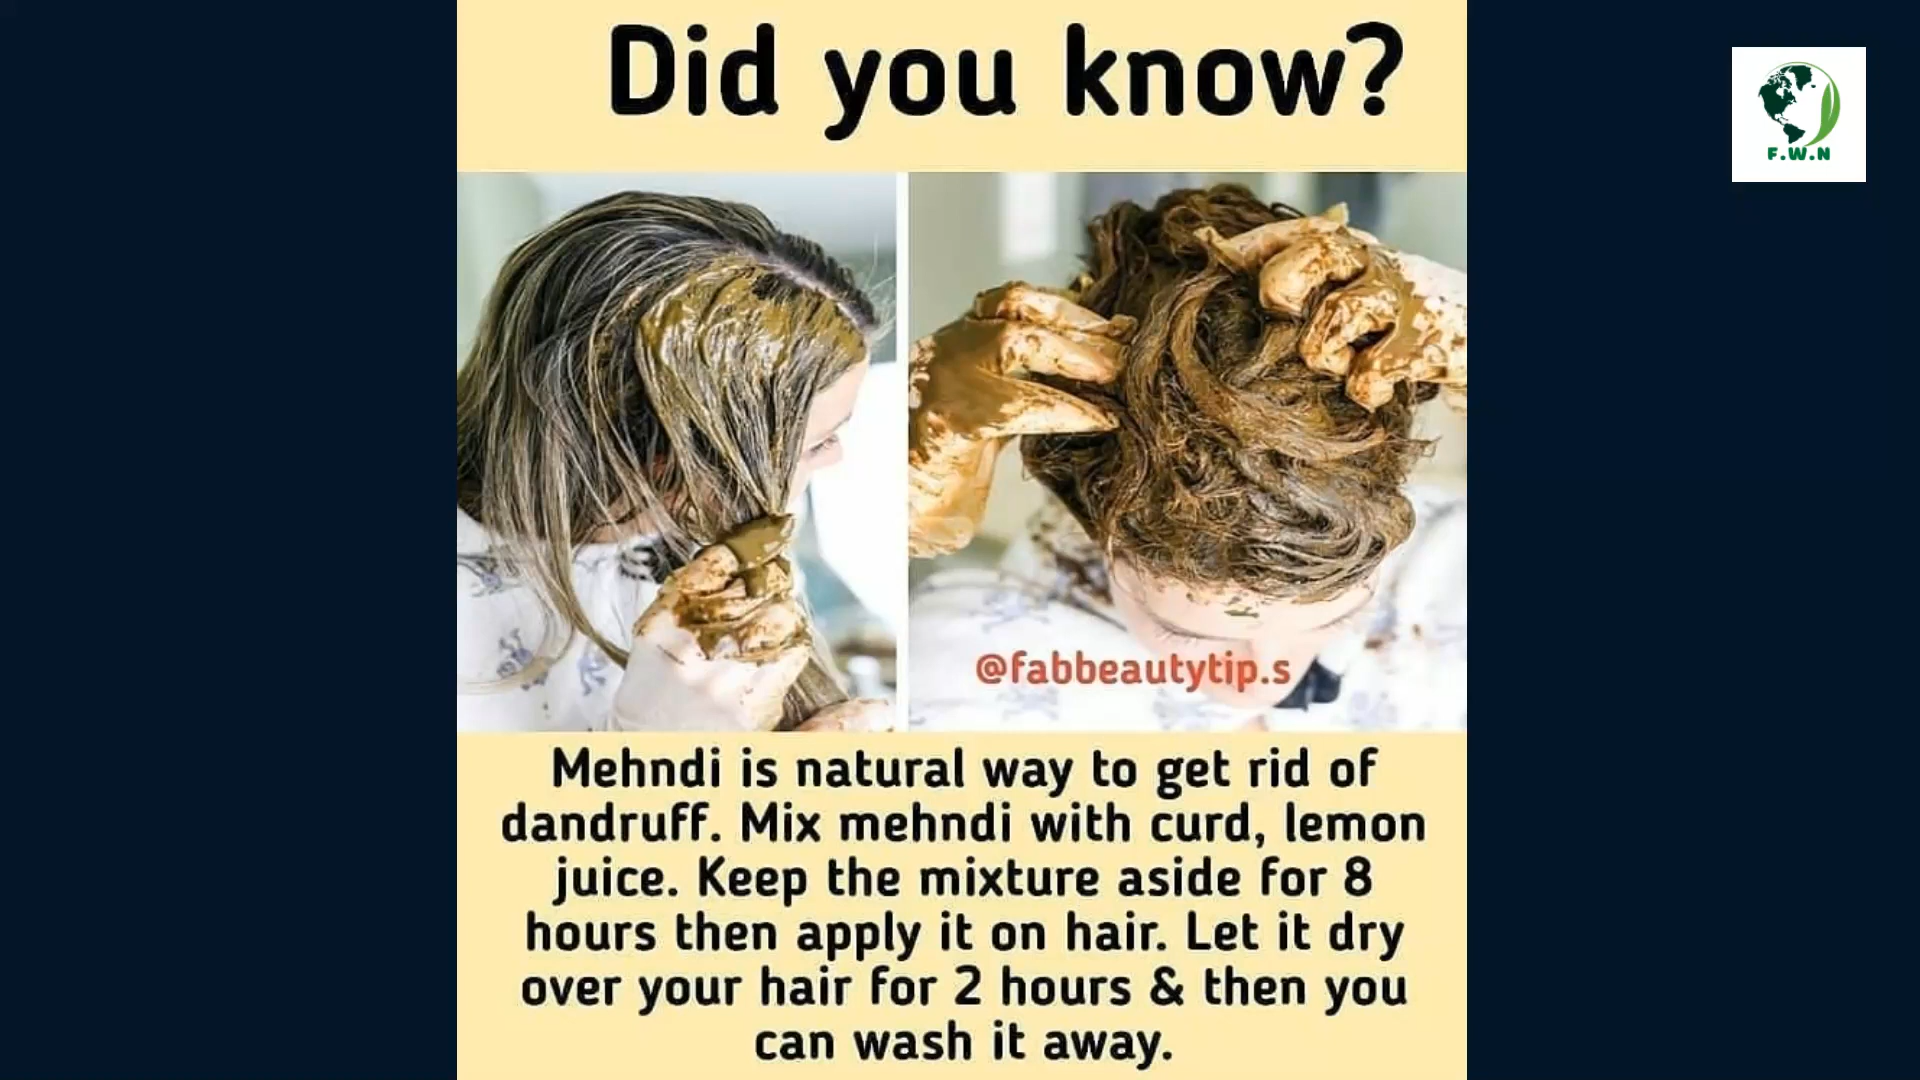 Did you know?
F.W.N
@fabbeautytip.s
Mehndi is natural way to get rid of
dandruff. Mix mehndi with curd, lemon
juice. Keep the mixture aside for 8
hours then apply it on hair. Let it dry
over your hair for 2 hours & then you
can wash it away.